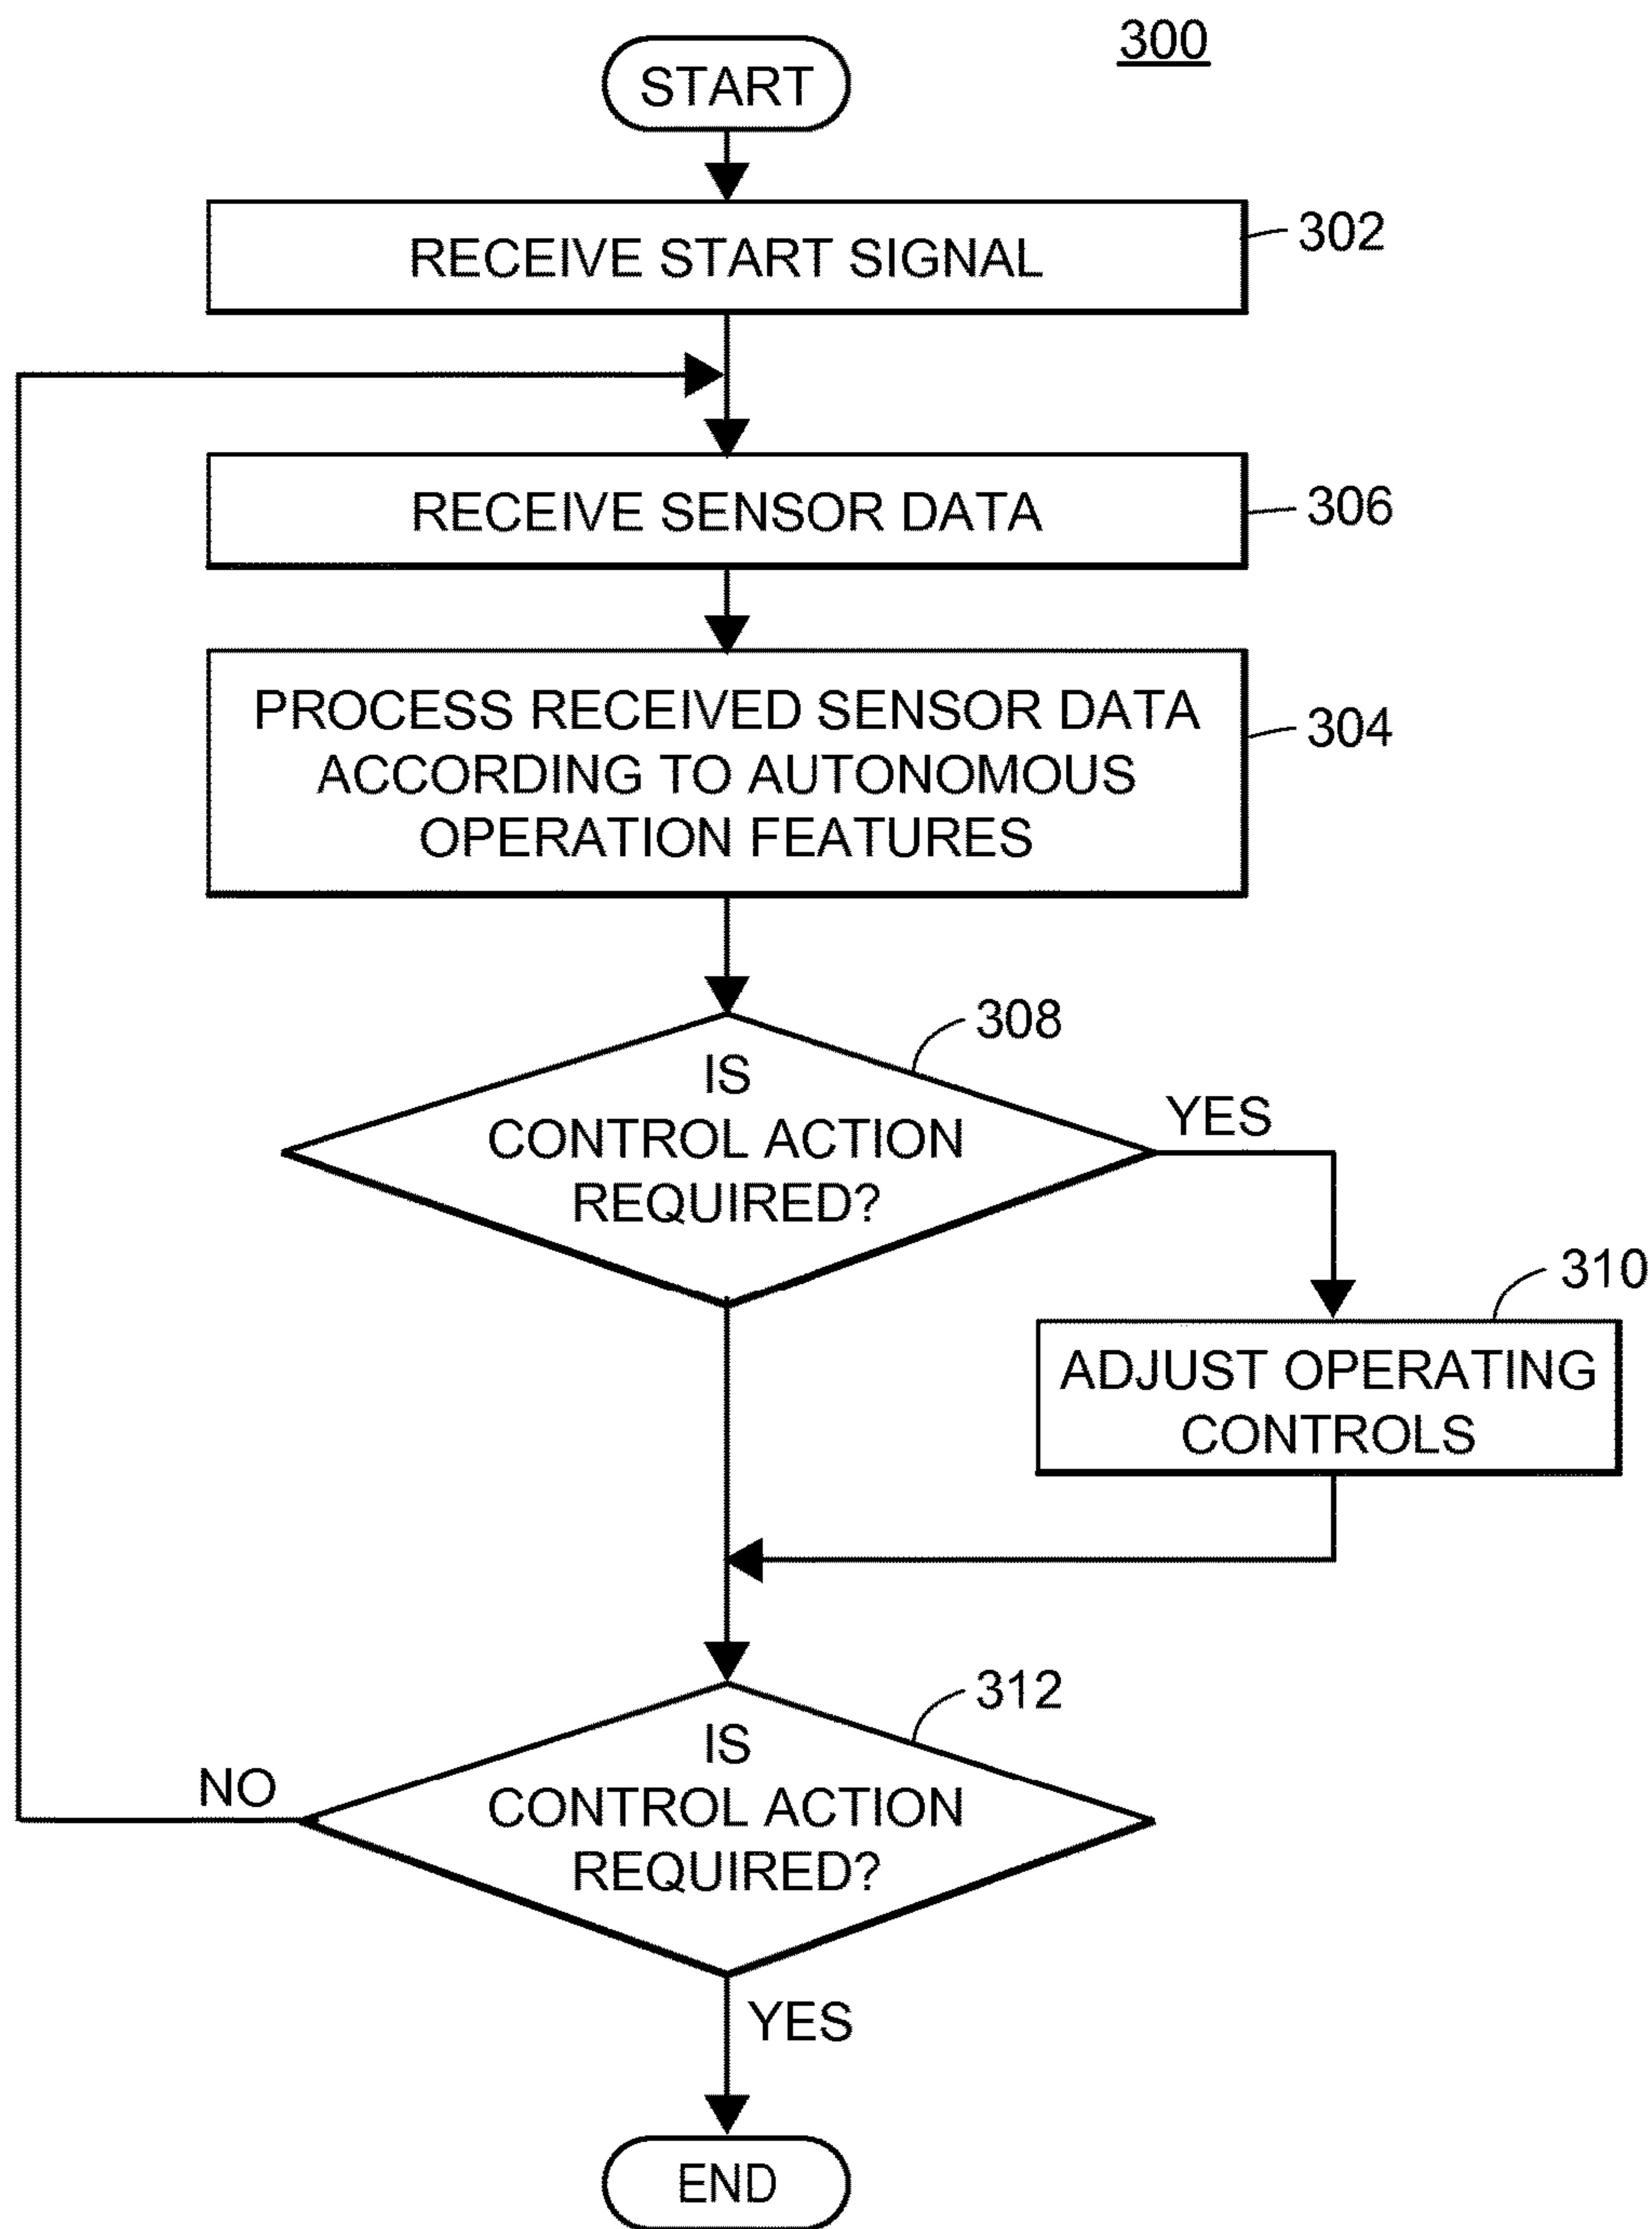 300
START
RECEIVE START SIGNAL
302
RECEIVE SENSOR DATA
306
PROCESS RECEIVED SENSOR DATA
ACCORDING TO AUTONOMOUS
OPERATION FEATURES
304
308
IS
CONTROL ACTION
REQUIRED?
YES
310
ADJUST OPERATING
CONTROLS
312
IS
CONTROL ACTION
REQUIRED?
NO
YES
END